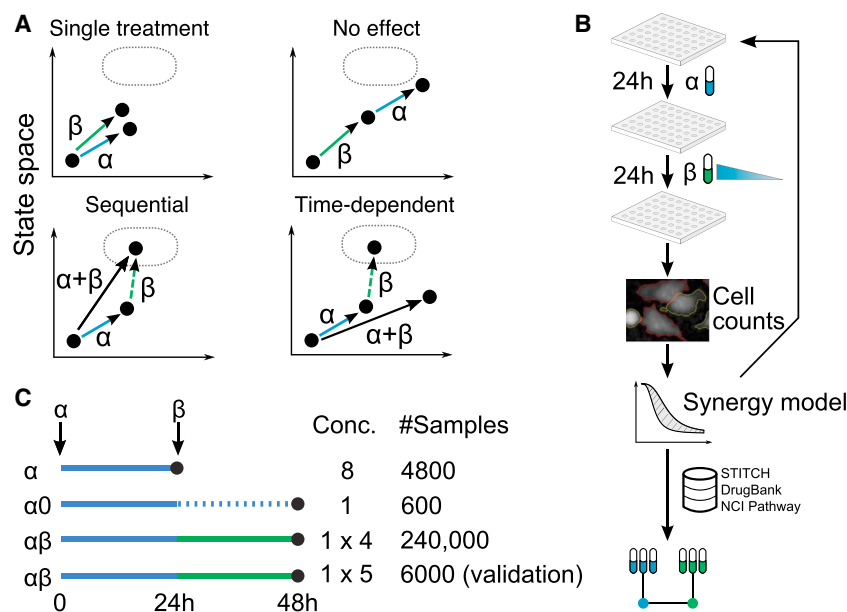 A
Single treatment
No effect
β
α
β
α
State space
Sequential
Time-dependent
α+β
β
α
β
α
α+β
B
24h α
24h β
Cell
counts
Synergy model
STITCH
DrugBank
NCI Pathway
C
α β
Conc. #Samples
α 8 4800
α0 1 600
αβ 1 x 4 240,000
αβ 1 x 5 6000 (validation)
0 24h 48h